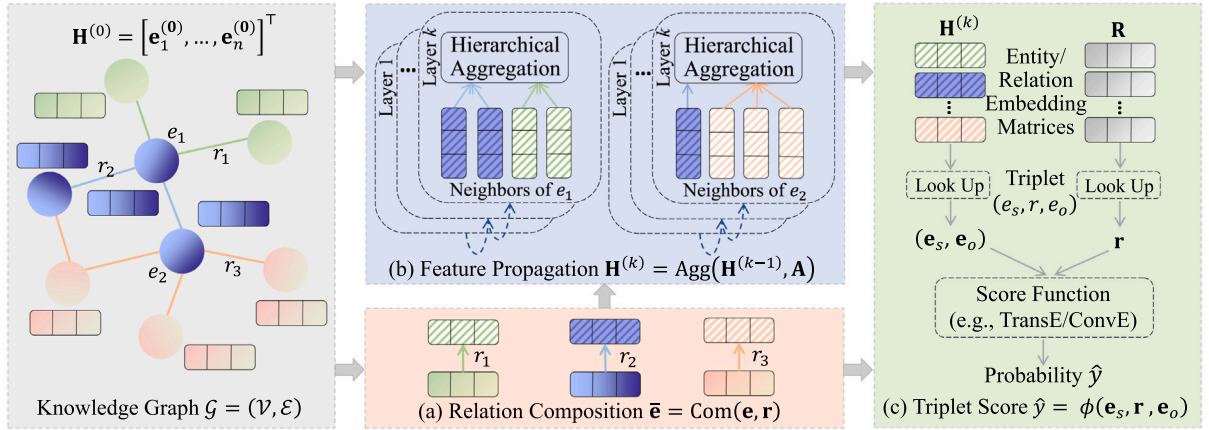 H^(0) = [e_1^(0), ..., e_n^(0)]^⊤
e_1
r_1
r_2
e_2
r_3
Knowledge Graph 𝒢 = (𝒱, ℰ)
Layer 1
...
Layer k
Hierarchical
Aggregation
Neighbors of e_1
Layer 1
...
Layer k
Hierarchical
Aggregation
Neighbors of e_2
(b) Feature Propagation H^(k) = Agg(H^(k−1), A)
r_1
r_2
r_3
(a) Relation Composition ē = Com(e, r)
H^(k)
R
Entity/
Relation
Embedding
Matrices
Look Up
Triplet
(e_s, r, e_o)
Look Up
(e_s, e_o)
r
Score Function
(e.g., TransE/ConvE)
Probability ŷ
(c) Triplet Score ŷ = ϕ(e_s, r , e_o)